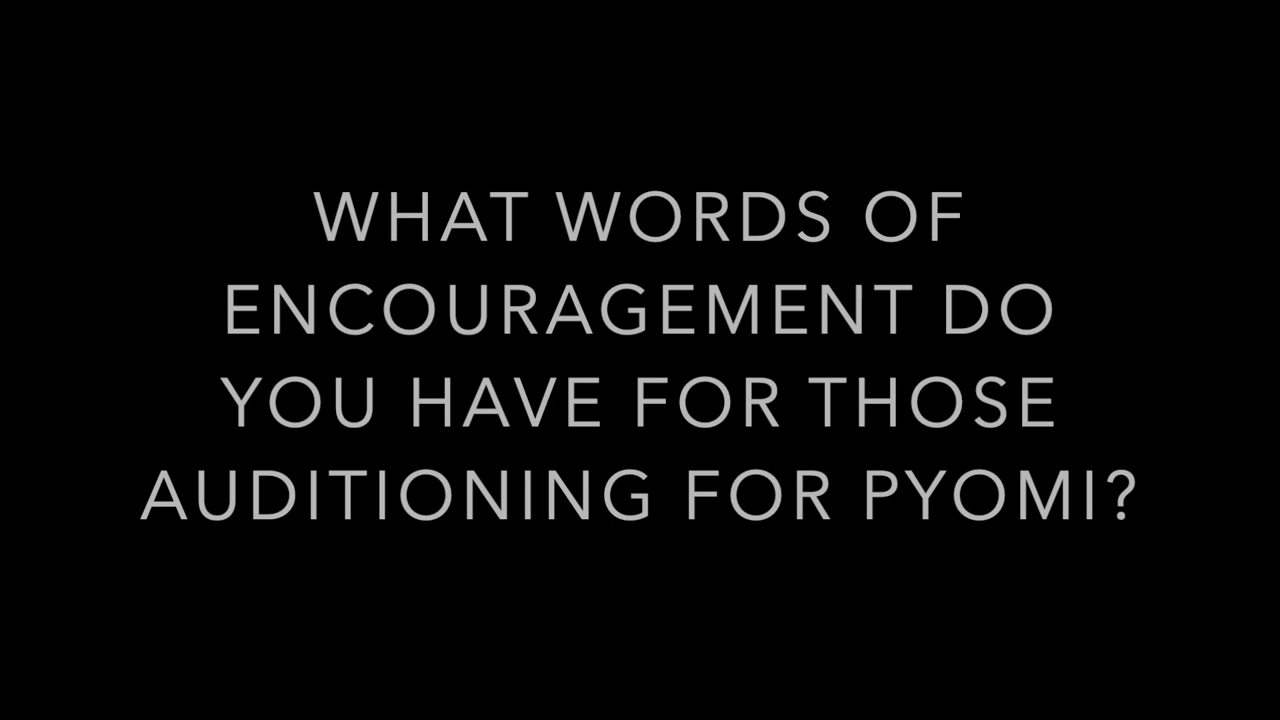 WHAT WORDS OF
ENCOURAGEMENT DO
YOU HAVE FOR THOSE
AUDITIONING FOR PYOMI?